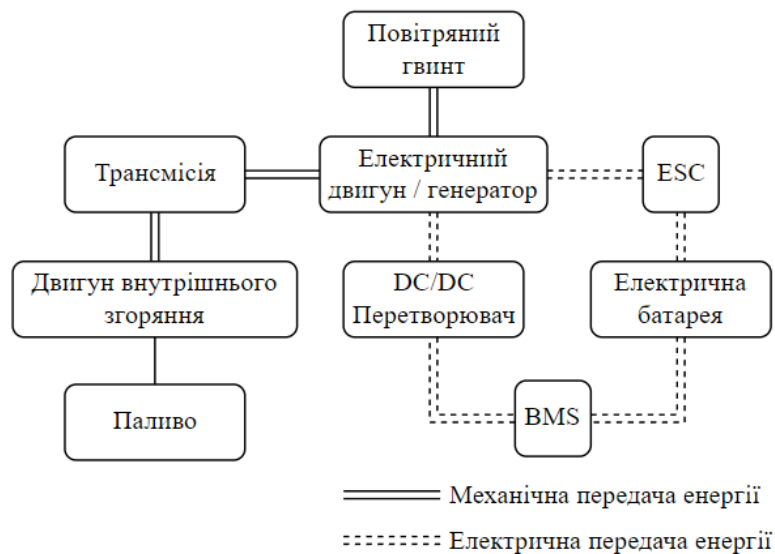 Повітряний
гвинт
Трансмісія
Електричний
двигун / генератор
ESC
Двигун внутрішнього
згоряння
DC/DC
Перетворювач
Електрична
батарея
Паливо
BMS
Механічна передача енергії
Електрична передача енергії